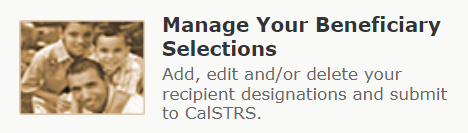 Manage Your Beneficiary
Selections
Add, edit and/or delete your
recipient designations and submit
to CalSTRS.